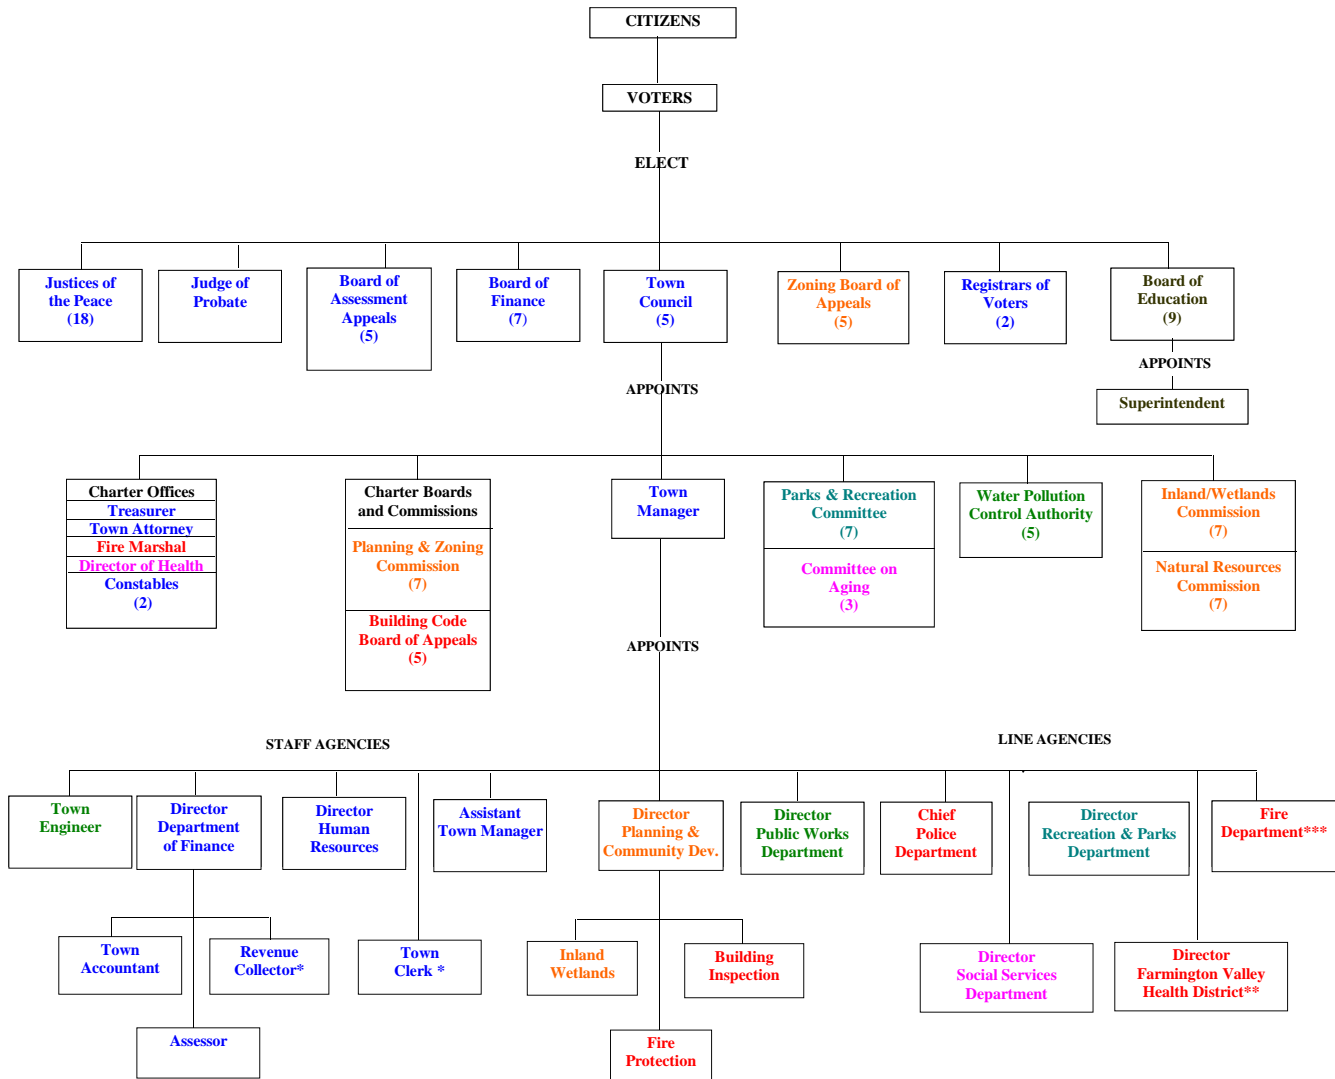 CITIZENS
VOTERS
ELECT
Justices of
the Peace
(18)
Judge of
Probate
Board of
Assessment
Appeals
(5)
Board of
Finance
(7)
Town
Council
(5)
Zoning Board of
Appeals
(5)
Registrars of
Voters
(2)
Board of
Education
(9)
APPOINTS
Superintendent
APPOINTS
Charter Offices
Treasurer
Town Attorney
Fire Marshal
Director of Health
Constables
(2)
Charter Boards
and Commissions
Planning & Zoning
Commission
(7)
Building Code
Board of Appeals
(5)
Town
Manager
Parks & Recreation
Committee
(7)
Committee on
Aging
(3)
Water Pollution
Control Authority
(5)
Inland/Wetlands
Commission
(7)
Natural Resources
Commission
(7)
APPOINTS
STAFF AGENCIES
LINE AGENCIES
Town
Engineer
Director
Department
of Finance
Director
Human
Resources
Assistant
Town Manager
Director
Planning &
Community Dev.
Director
Public Works
Department
Chief
Police
Department
Director
Recreation & Parks
Department
Fire
Department***
Town
Accountant
Revenue
Collector*
Town
Clerk *
Inland
Wetlands
Building
Inspection
Director
Social Services
Department
Director
Farmington Valley
Health District**
Assessor
Fire
Protection